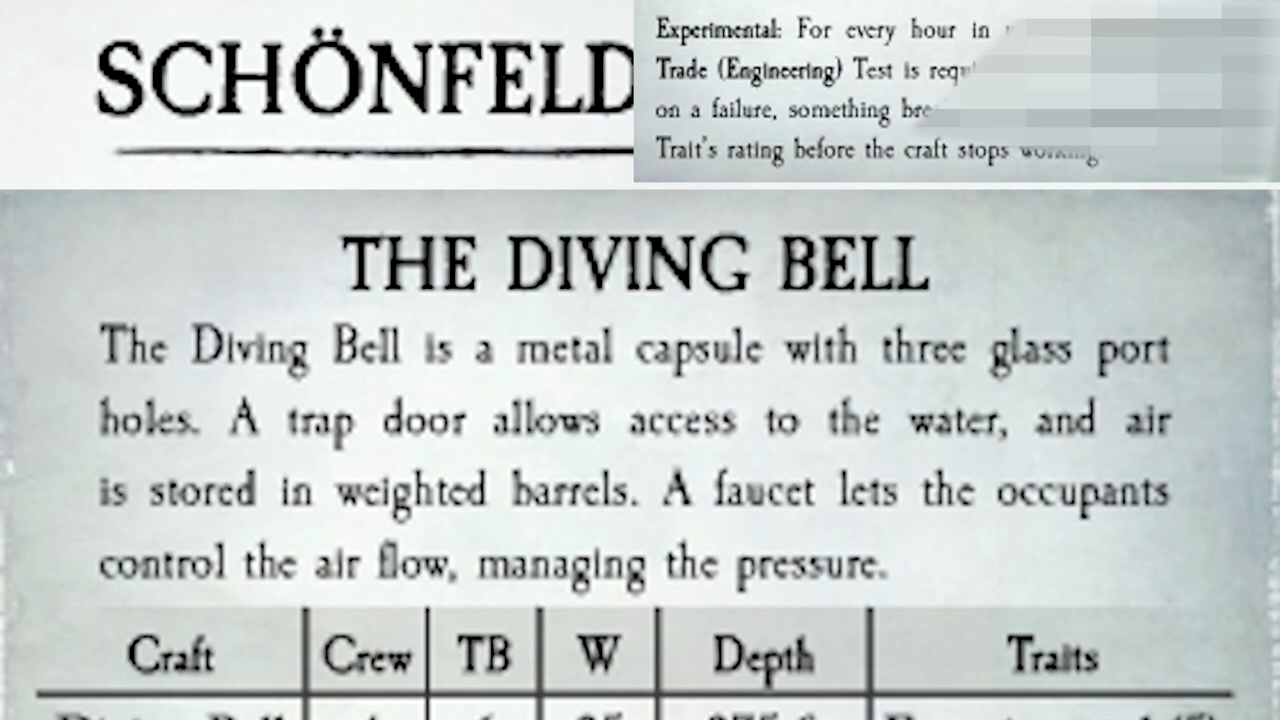 SCHÖNFELD
Experimental: For every hour in
Trade (Engineering) Test is
on a failure, something
Trait's rating before the craft stops working
THE DIVING BELL
The Diving Bell is a metal capsule with three glass port
holes. A trap door allows access to the water, and air
is stored in weighted barrels. A faucet lets the occupants
control the air flow, managing the pressure.
Craft Crew TB W Depth Traits